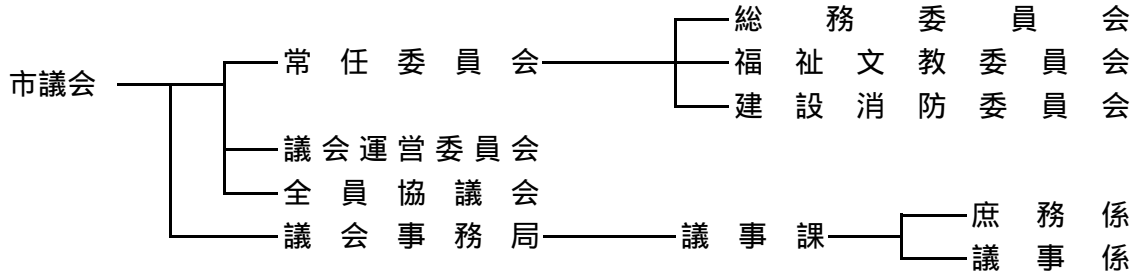 総務委員会
市議会
常任委員会
福祉文教委員会
建設消防委員会
議会運営委員会
全員協議会
議会事務局
議事課
庶務係
議事係